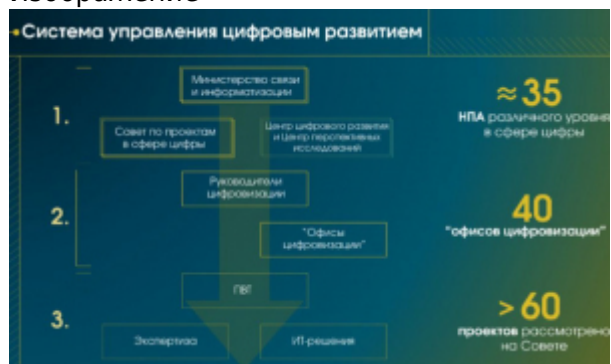 Изображение
Система управления цифровым развитием
1.
Министерство связи
и информатизации
Совет по проектам
в сфере цифры
Центр цифрового развития
и Центр перспективных
исследований
≈35
НПА различного уровня
в сфере цифры
2.
Руководители
цифровизации
"Офисы
цифровизации"
40
"офисов цифровизации"
3.
ПВТ
Экспертиза
ИТ-решения
>60
проектов рассмотрено
на Совете